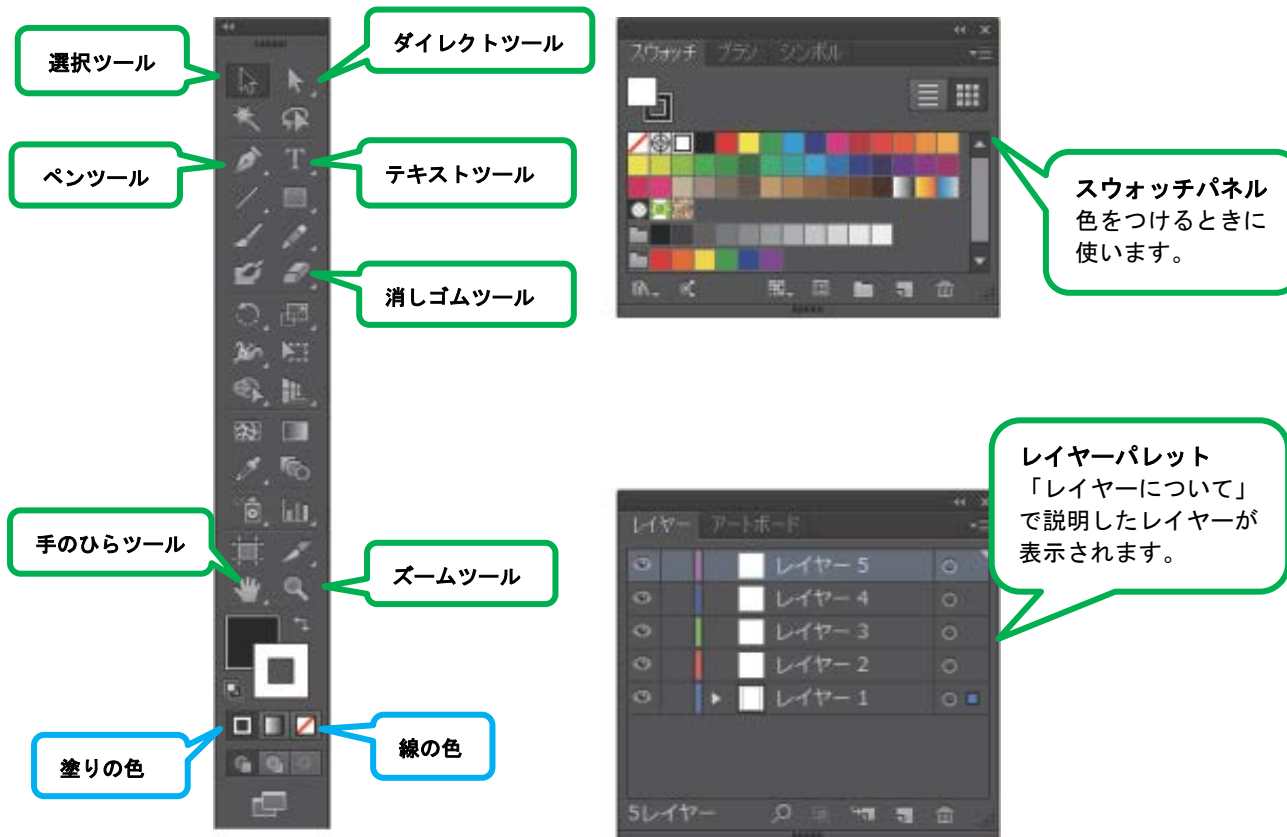 選択ツール
ダイレクトツール
ペンツール
テキストツール
消しゴムツール
手のひらツール
ズームツール
塗りの色
線の色
スウォッチ ブラシ シンボル
スウォッチパネル
色をつけるときに
使います。
レイヤー アートボード
レイヤー 5
レイヤー 4
レイヤー 3
レイヤー 2
レイヤー 1
5レイヤー
レイヤーパレット
「レイヤーについて」
で説明したレイヤーが
表示されます。